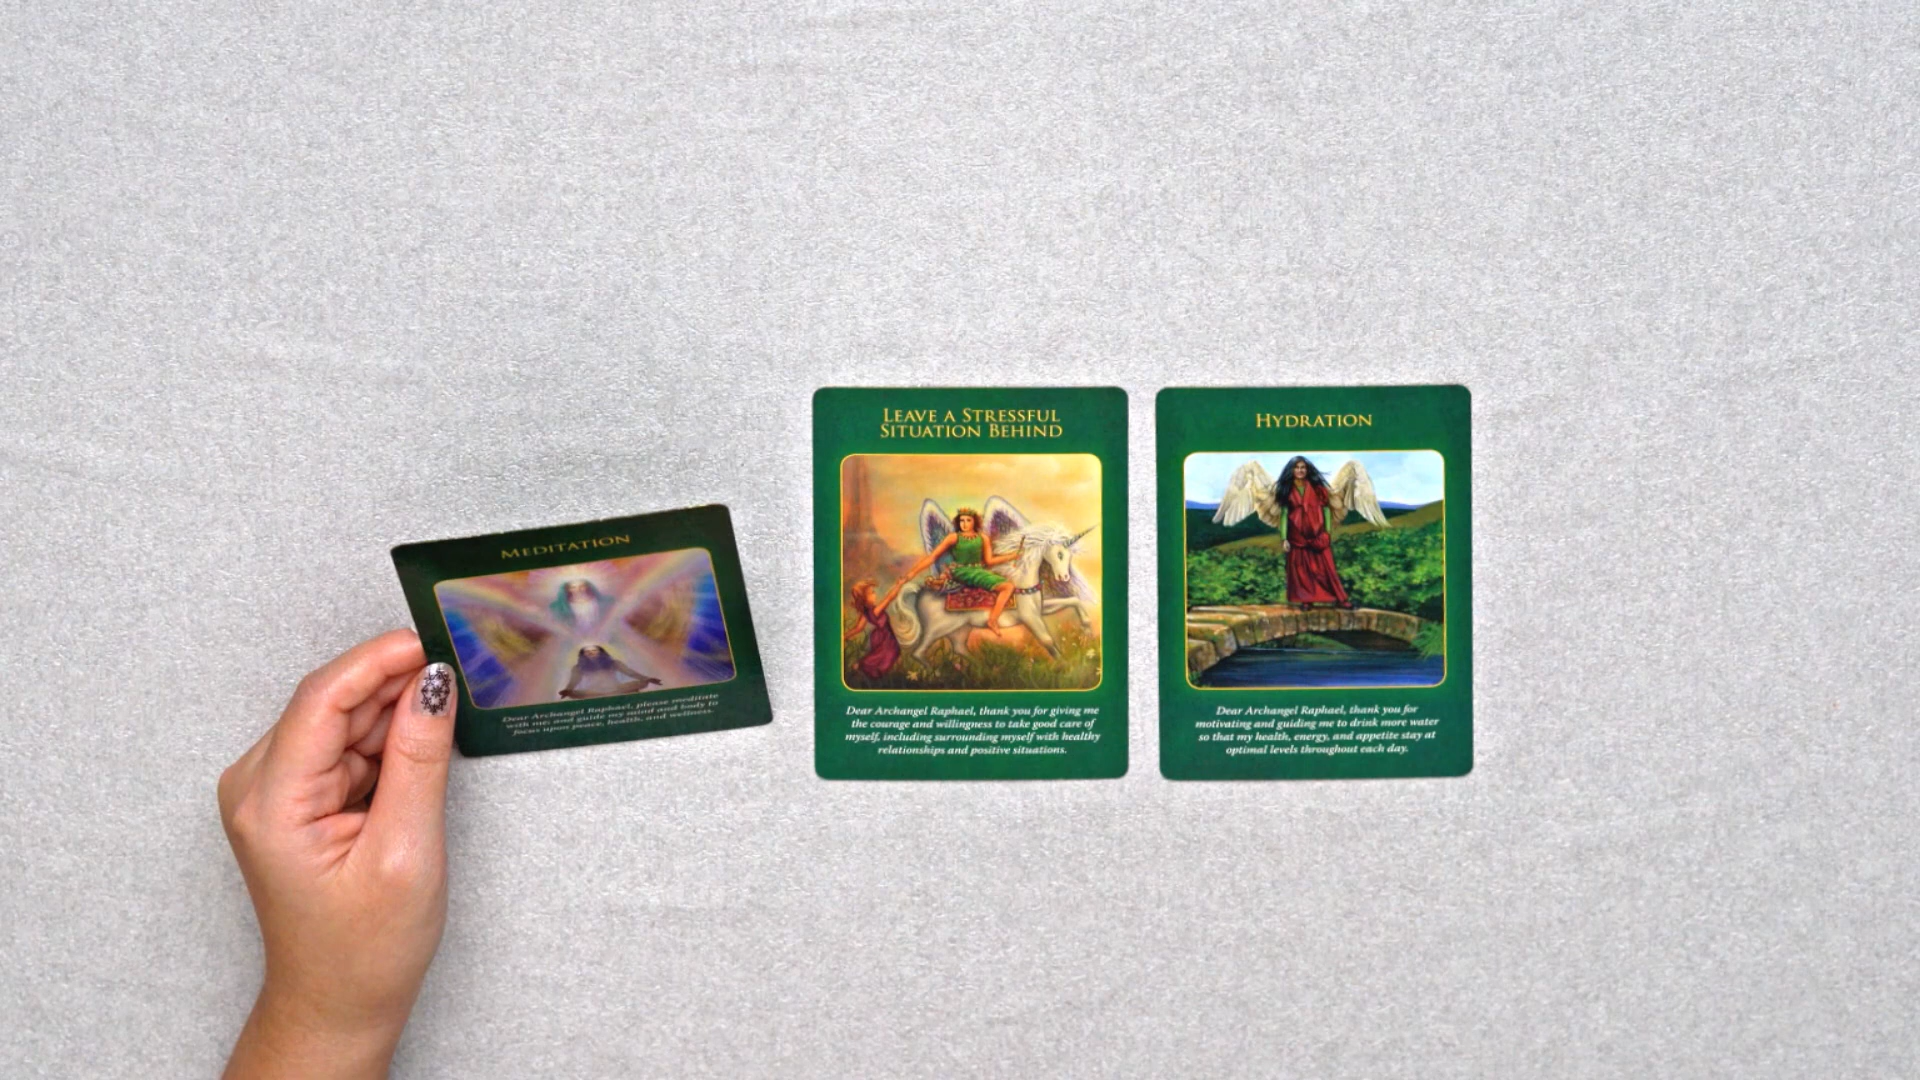 MEDITATION
Dear Archangel Raphael, please meditate
with me; and guide my mind and body to
focus upon peace, health, and wellness.
LEAVE A STRESSFUL
SITUATION BEHIND
Dear Archangel Raphael, thank you for giving me
the courage and willingness to take good care of
myself, including surrounding myself with healthy
relationships and positive situations.
HYDRATION
Dear Archangel Raphael, thank you for
motivating and guiding me to drink more water
so that my health, energy, and appetite stay at
optimal levels throughout each day.